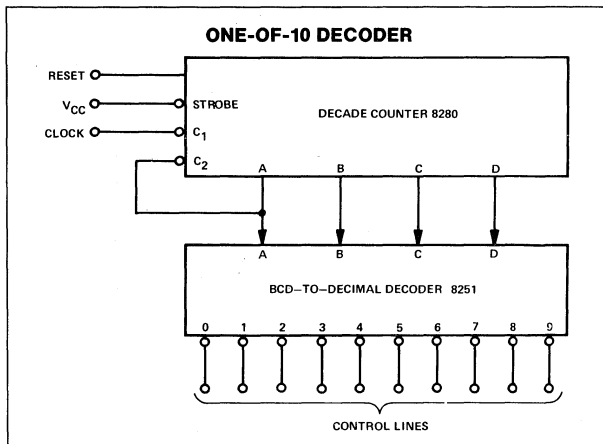 ONE-OF-10 DECODER
RESET
VCC
STROBE
DECADE COUNTER 8280
CLOCK
C1
C2
A B C D
A B C D
BCD-TO-DECIMAL DECODER 8251
0 1 2 3 4 5 6 7 8 9
CONTROL LINES